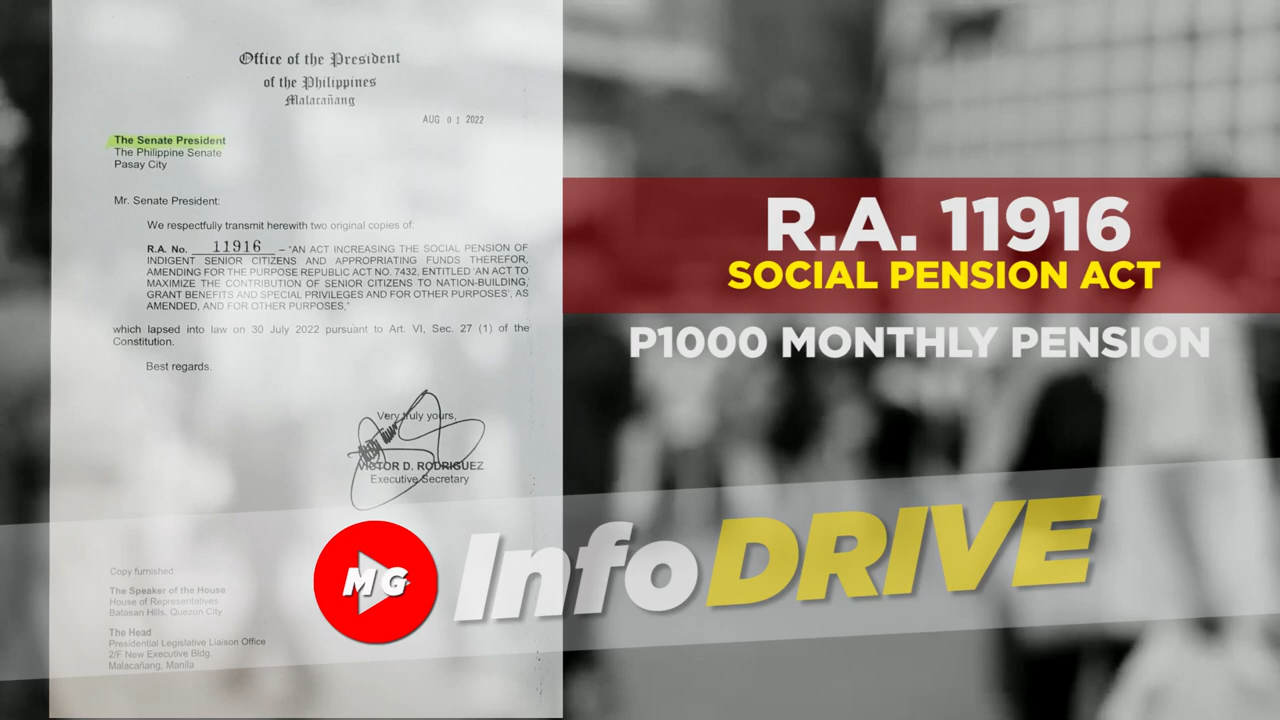 Office of the President
of the Philippines
Malacañang
AUG 01 2022
The Senate President
The Philippine Senate
Pasay City
Mr. Senate President:
We respectfully transmit herewith two original copies of:
R.A. No. 11916 – "AN ACT INCREASING THE SOCIAL PENSION OF
INDIGENT SENIOR CITIZENS AND APPROPRIATING FUNDS THEREFOR,
AMENDING FOR THE PURPOSE REPUBLIC ACT NO. 7432, ENTITLED 'AN ACT TO
MAXIMIZE THE CONTRIBUTION OF SENIOR CITIZENS TO NATION-BUILDING,
GRANT BENEFITS AND SPECIAL PRIVILEGES AND FOR OTHER PURPOSES', AS
AMENDED, AND FOR OTHER PURPOSES,"
which lapsed into law on 30 July 2022 pursuant to Art. VI, Sec. 27 (1) of the
Constitution.
Best regards.
Very truly yours,
VICTOR D. RODRIGUEZ
Executive Secretary
Copy furnished:
The Speaker of the House
House of Representatives
Batasan Hills, Quezon City
The Head
Presidential Legislative Liaison Office
2/F New Executive Bldg.
Malacañang, Manila
R.A. 11916
SOCIAL PENSION ACT
P1000 MONTHLY PENSION
MG
InfoDRIVE